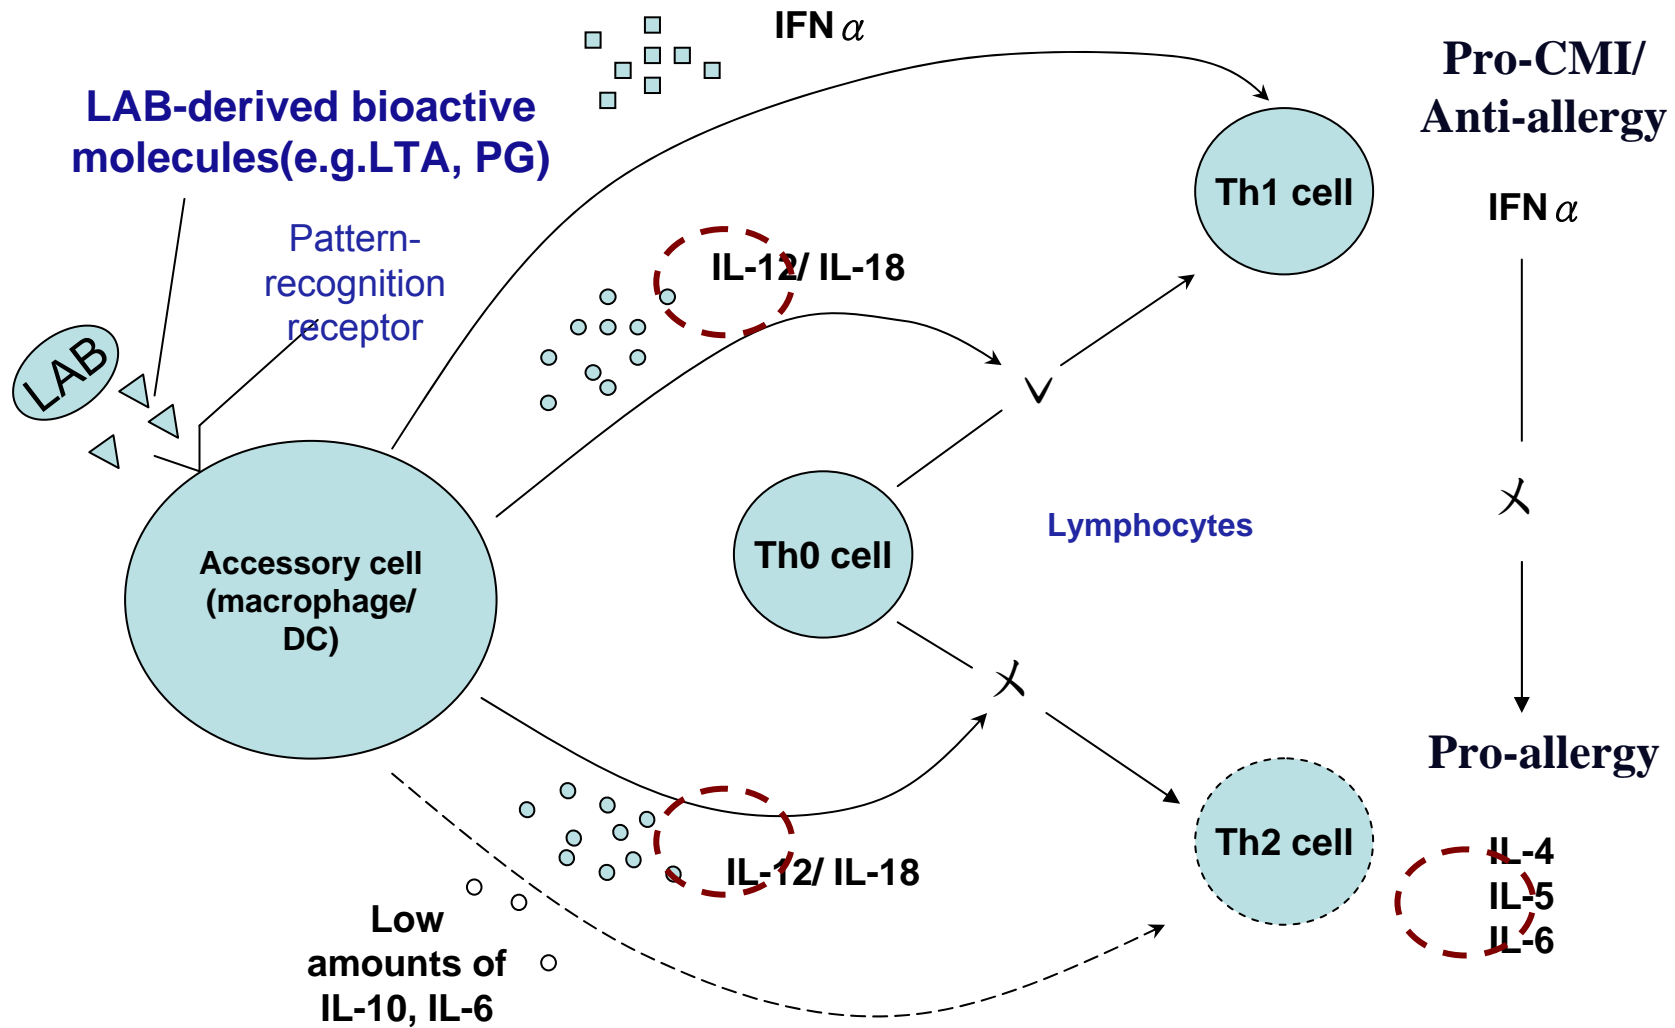 IFN α
Pro-CMI/
Anti-allergy
LAB-derived bioactive
molecules(e.g.LTA, PG)
Th1 cell
IFN α
Pattern-
recognition
receptor
IL-12/ IL-18
LAB
V
X
Lymphocytes
Th0 cell
Accessory cell
(macrophage/
DC)
X
Pro-allergy
Th2 cell
IL-4
IL-5
IL-6
IL-12/ IL-18
Low
amounts of
IL-10, IL-6